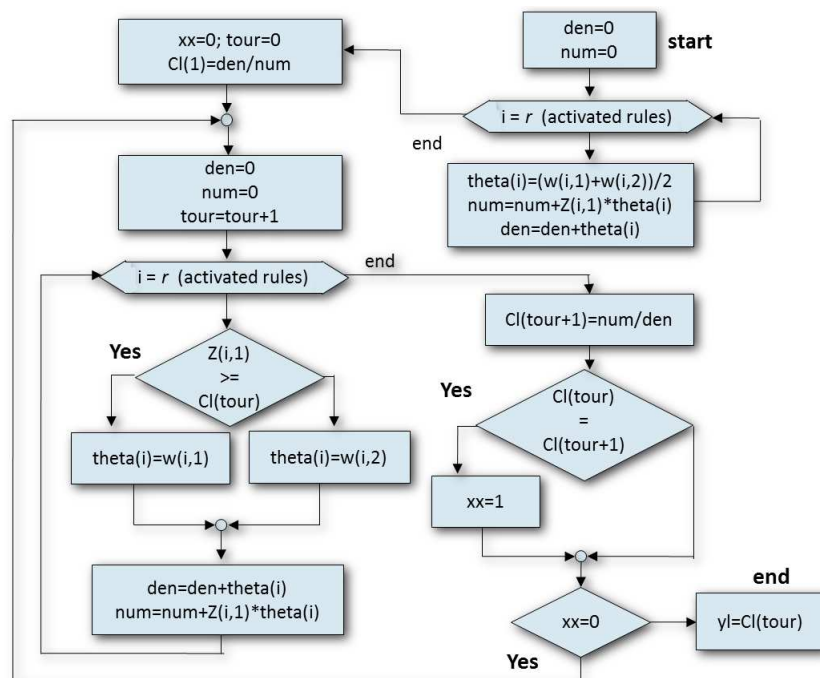 den=0
num=0
start
i = r (activated rules)
end
theta(i)=(w(i,1)+w(i,2))/2
num=num+Z(i,1)*theta(i)
den=den+theta(i)
xx=0; tour=0
Cl(1)=den/num
den=0
num=0
tour=tour+1
i = r (activated rules)
end
Yes
Z(i,1)
>=
Cl(tour)
theta(i)=w(i,1)
theta(i)=w(i,2)
den=den+theta(i)
num=num+Z(i,1)*theta(i)
Cl(tour+1)=num/den
Yes
Cl(tour)
=
Cl(tour+1)
xx=1
xx=0
Yes
end
yl=Cl(tour)